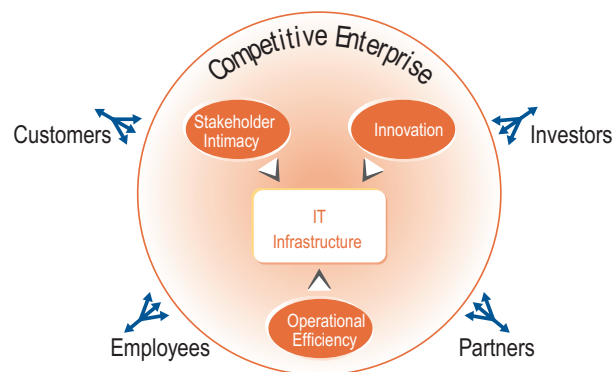 Competitive Enterprise
Stakeholder
Intimacy
Innovation
Customers
Investors
IT
Infrastructure
Operational
Efficiency
Employees
Partners